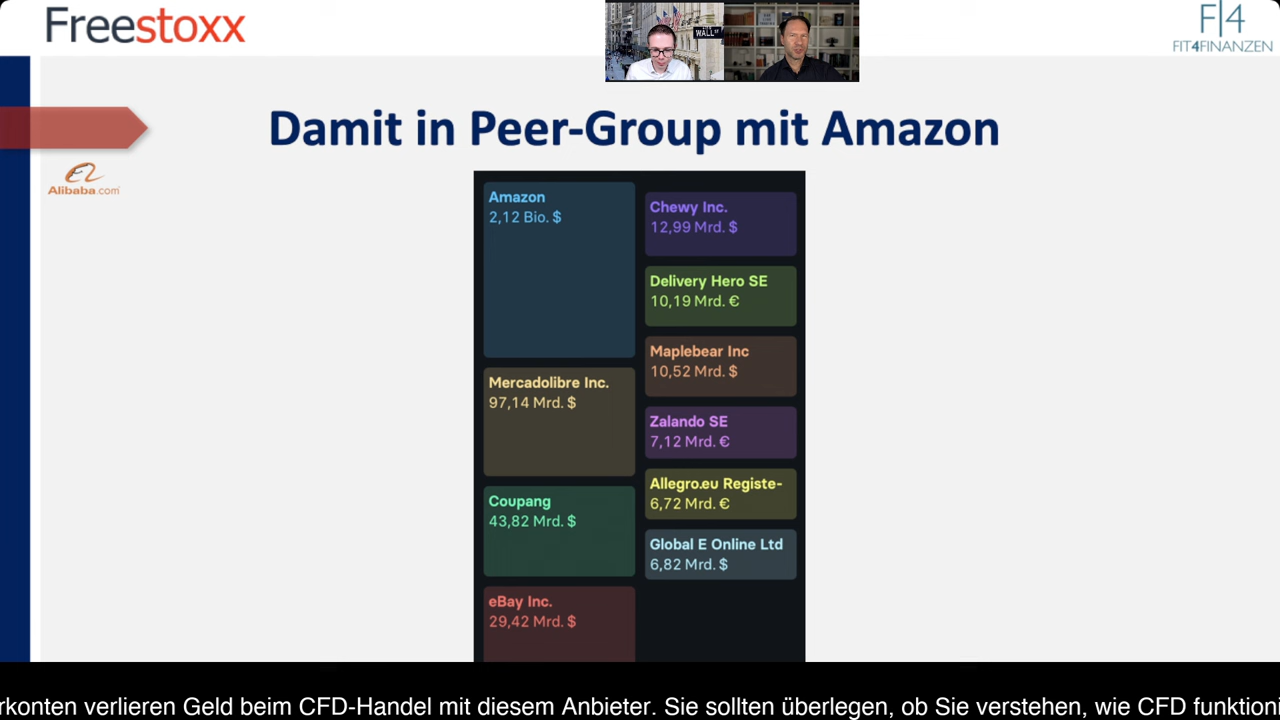 Freestoxx
WALL ST
F|4
FIT4FINANZEN
Damit in Peer-Group mit Amazon
Alibaba.com
Amazon
2,12 Bio. $
Mercadolibre Inc.
97,14 Mrd. $
Coupang
43,82 Mrd. $
eBay Inc.
29,42 Mrd. $
Chewy Inc.
12,99 Mrd. $
Delivery Hero SE
10,19 Mrd. €
Maplebear Inc
10,52 Mrd. $
Zalando SE
7,12 Mrd. €
Allegro.eu Registe-
6,72 Mrd. €
Global E Online Ltd
6,82 Mrd. $
rkonten verlieren Geld beim CFD-Handel mit diesem Anbieter. Sie sollten überlegen, ob Sie verstehen, wie CFD funktioni